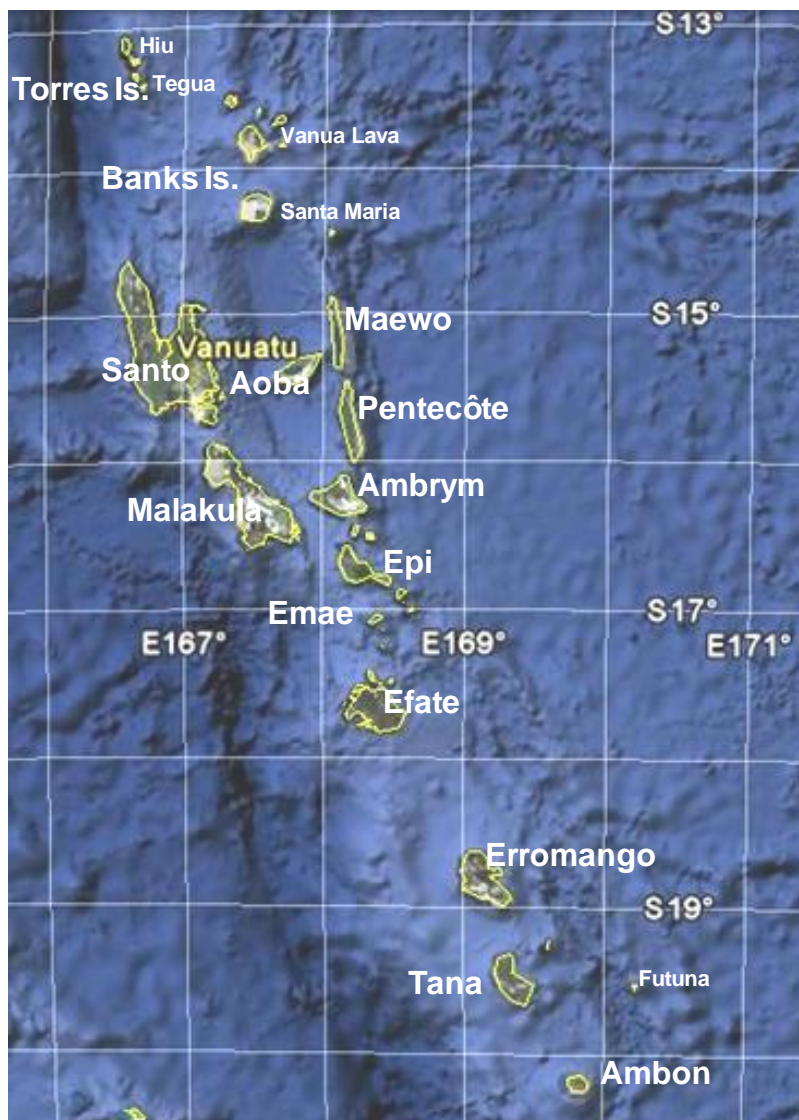 S13°
Hiu
Torres Is. Tegua
Vanua Lava
Banks Is.
Santa Maria
Maewo
S15°
Vanuatu
Santo
Aoba
Pentecôte
Ambrym
Malakula
Epi
Emae
S17°
E167°
E169°
E171°
Efate
Erromango
S19°
Tana
Futuna
Ambon